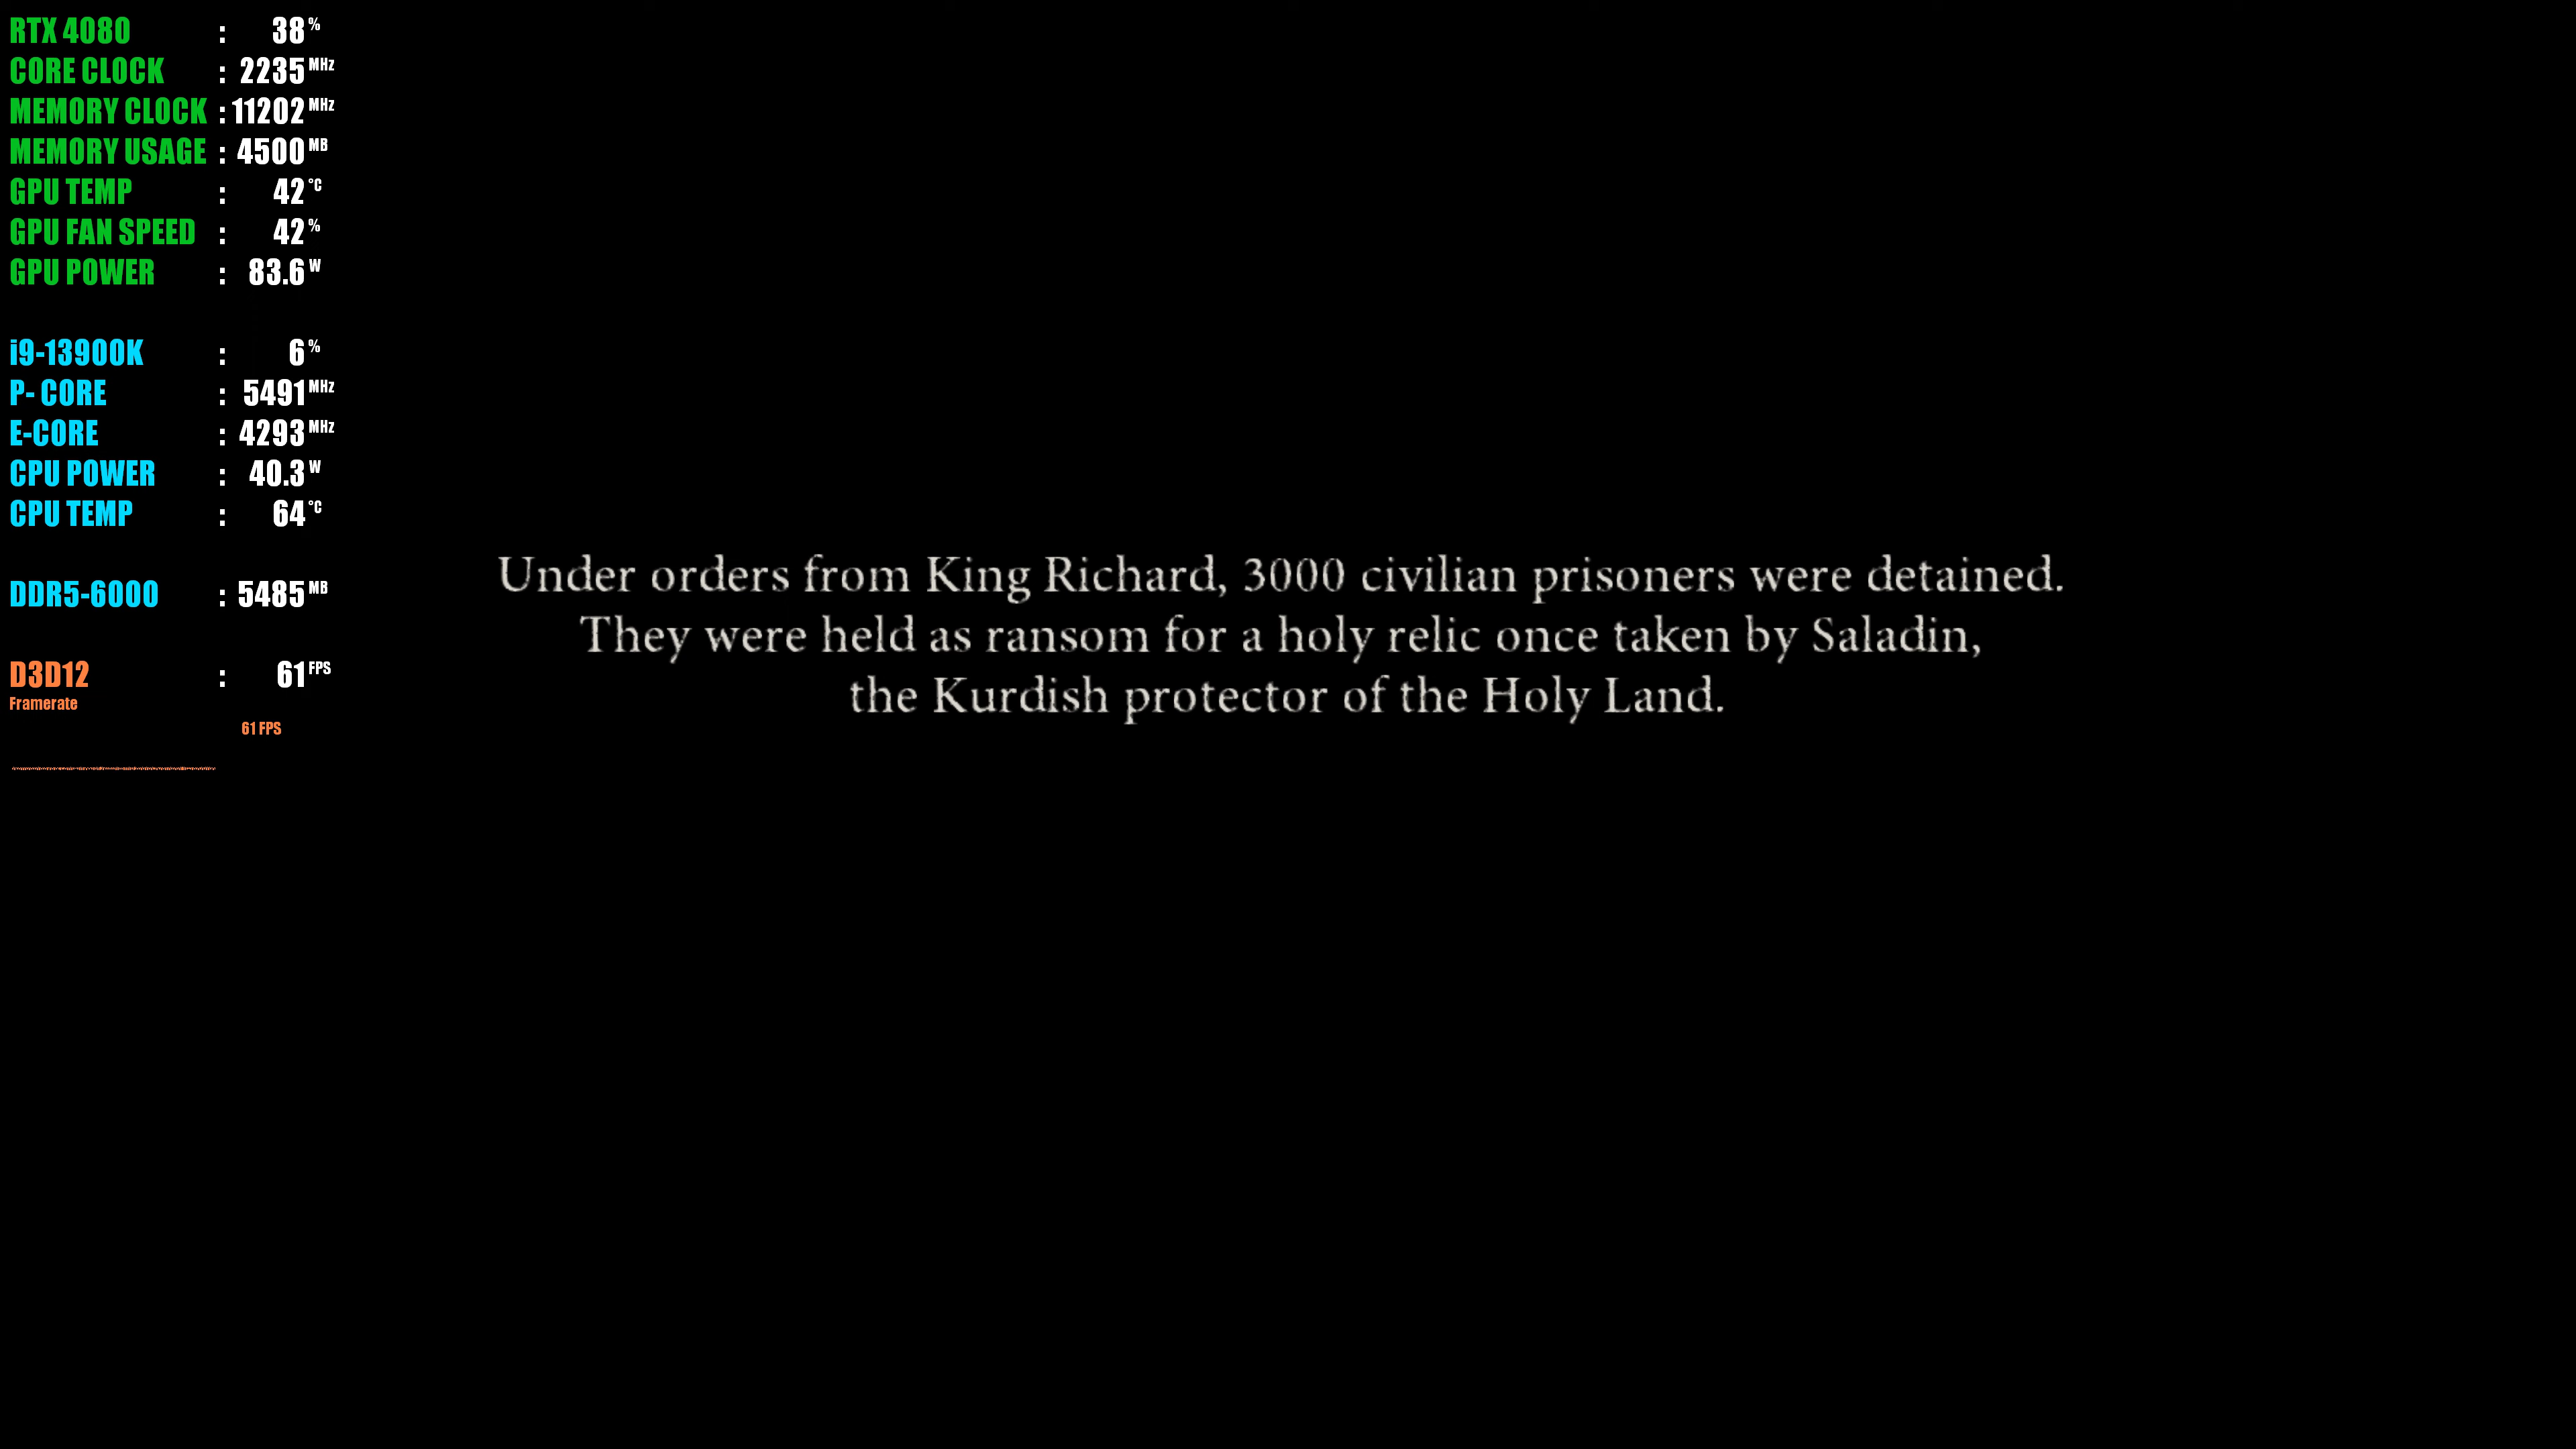 RTX 4080 : 38 %
CORE CLOCK : 2235 MHz
MEMORY CLOCK : 11202 MHz
MEMORY USAGE : 4500 MB
GPU TEMP : 42 °C
GPU FAN SPEED : 42 %
GPU POWER : 83.6 W
i9-13900K : 6 %
P- CORE : 5491 MHz
E-CORE : 4293 MHz
CPU POWER : 40.3 W
CPU TEMP : 64 °C
DDR5-6000 : 5485 MB
D3D12 : 61 FPS
Framerate
61 FPS
Under orders from King Richard, 3000 civilian prisoners were detained.
They were held as ransom for a holy relic once taken by Saladin,
the Kurdish protector of the Holy Land.